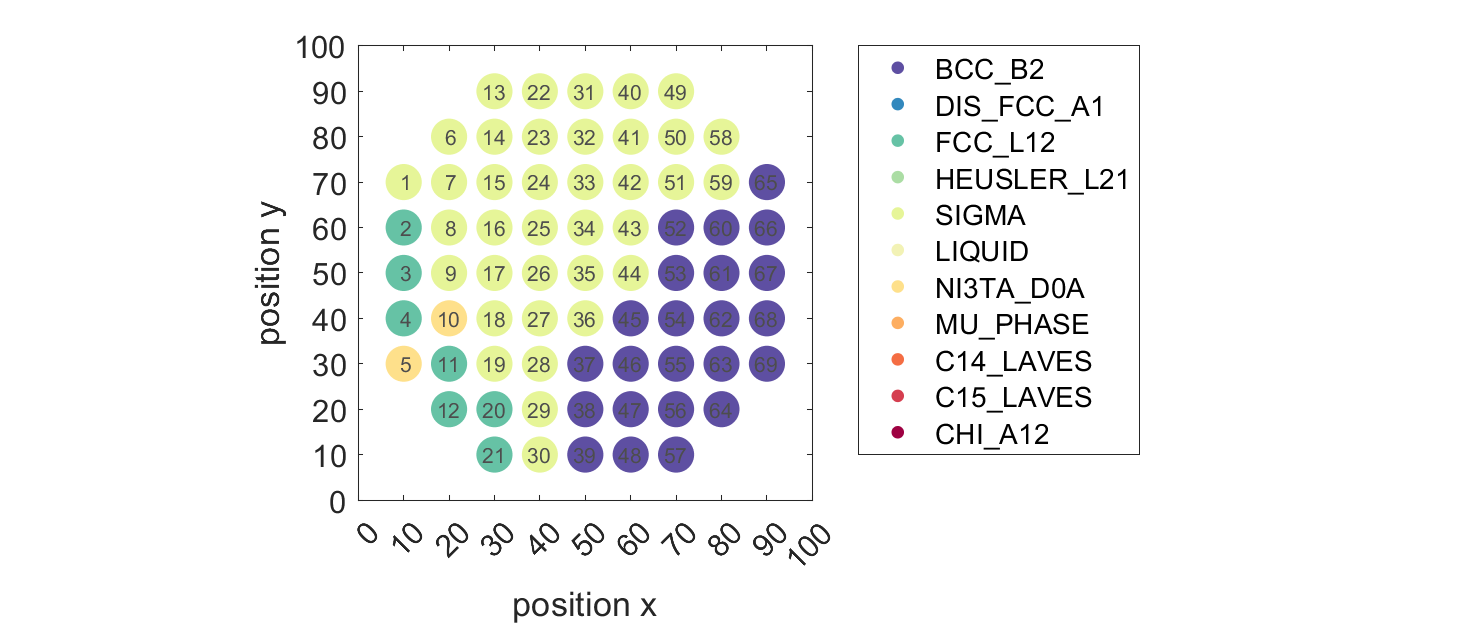 100
90
80
70
60
50
40
30
20
10
0
position y
13 22 31 40 49
6 14 23 32 41 50 58
1 7 15 24 33 42 51 59 65
2 8 16 25 34 43 52 60 66
3 9 17 26 35 44 53 61 67
4 10 18 27 36 45 54 62 68
5 11 19 28 37 46 55 63 69
12 20 29 38 47 56 64
21 30 39 48 57
0 10 20 30 40 50 60 70 80 90 100
position x
BCC_B2
DIS_FCC_A1
FCC_L12
HEUSLER_L21
SIGMA
LIQUID
NI3TA_D0A
MU_PHASE
C14_LAVES
C15_LAVES
CHI_A12